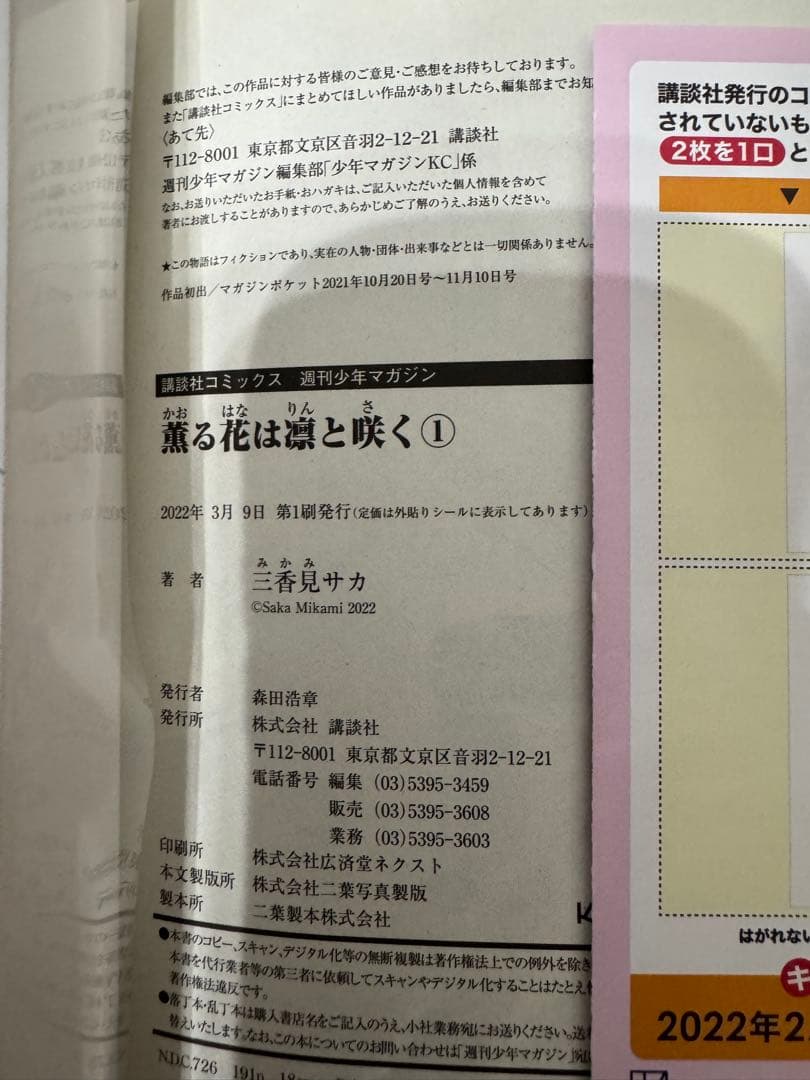 編集部では、この作品に対する皆様のご意見・ご感想をお待ちしております。
また「講談社コミックス」にまとめてほしい作品がありましたら、編集部までお知
〈あて先〉
〒112-8001 東京都文京区音羽2-12-21 講談社
週刊少年マガジン編集部「少年マガジンKC」係
なお、お送りいただいたお手紙・おハガキは、ご記入いただいた個人情報を含めて
著者にお渡しすることがありますので、あらかじめご了解のうえ、お送りください。
★この物語はフィクションであり、実在の人物・団体・出来事などとは一切関係ありません。
作品初出／マガジンポケット2021年10月20日号〜11月10日号
講談社コミックス 週刊少年マガジン
かお はな りん さ
薫る花は凛と咲く①
2022年 3月 9日 第1刷発行(定価は外貼りシールに表示してあります)
みかみ
著者 三香見サカ
©Saka Mikami 2022
発行者 森田浩章
発行所 株式会社 講談社
〒112-8001 東京都文京区音羽2-12-21
電話番号 編集 (03)5395-3459
販売 (03)5395-3608
業務 (03)5395-3603
印刷所 株式会社広済堂ネクスト
本文製版所 株式会社二葉写真製版
製本所 二葉製本株式会社
K
●本書のコピー、スキャン、デジタル化等の無断複製は著作権法上での例外を除き
本書を代行業者等の第三者に依頼してスキャンやデジタル化することはたとえ
著作権法違反です。
●落丁本・乱丁本は購入書店名をご記入のうえ、小社業務宛にお送りください。送
替えいたします。なお、この本についてのお問い合わせは「週刊少年マガジン」宛
N.D.C.726 191p 18
講談社発行のコ
されていないも
2枚を1口 と
▼
はがれない
キ
2022年2